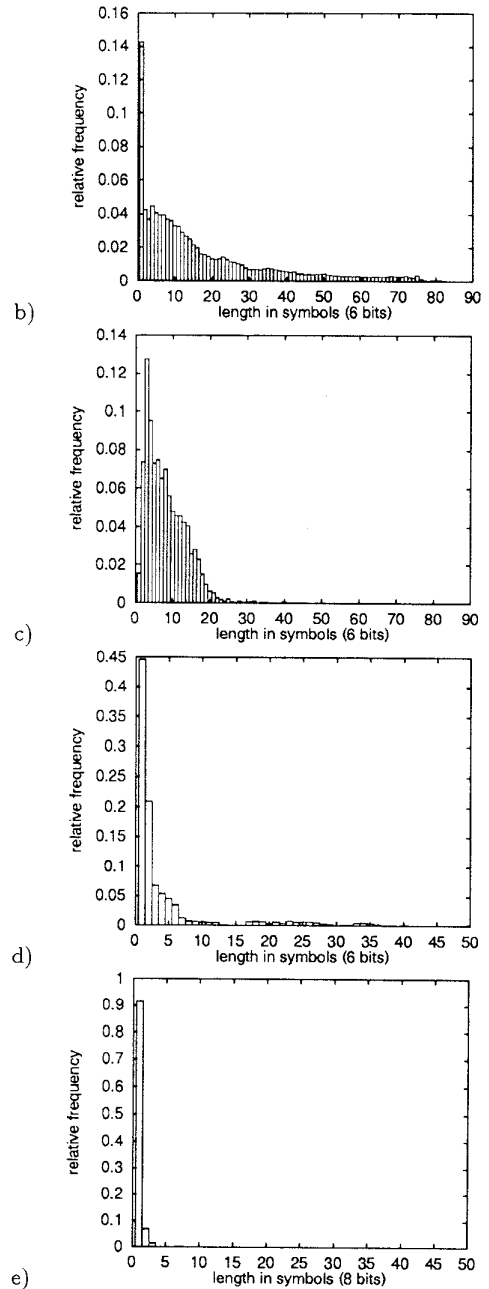 0.16
0.14
0.12
0.1
0.08
0.06
0.04
0.02
0
relative frequency
0 10 20 30 40 50 60 70 80 90
length in symbols (6 bits)
b)
0.14
0.12
0.1
0.08
0.06
0.04
0.02
0
relative frequency
0 10 20 30 40 50 60 70 80 90
length in symbols (6 bits)
c)
0.45
0.4
0.35
0.3
0.25
0.2
0.15
0.1
0.05
0
relative frequency
0 5 10 15 20 25 30 35 40 45 50
length in symbols (6 bits)
d)
1
0.9
0.8
0.7
0.6
0.5
0.4
0.3
0.2
0.1
0
relative frequency
0 5 10 15 20 25 30 35 40 45 50
length in symbols (8 bits)
e)